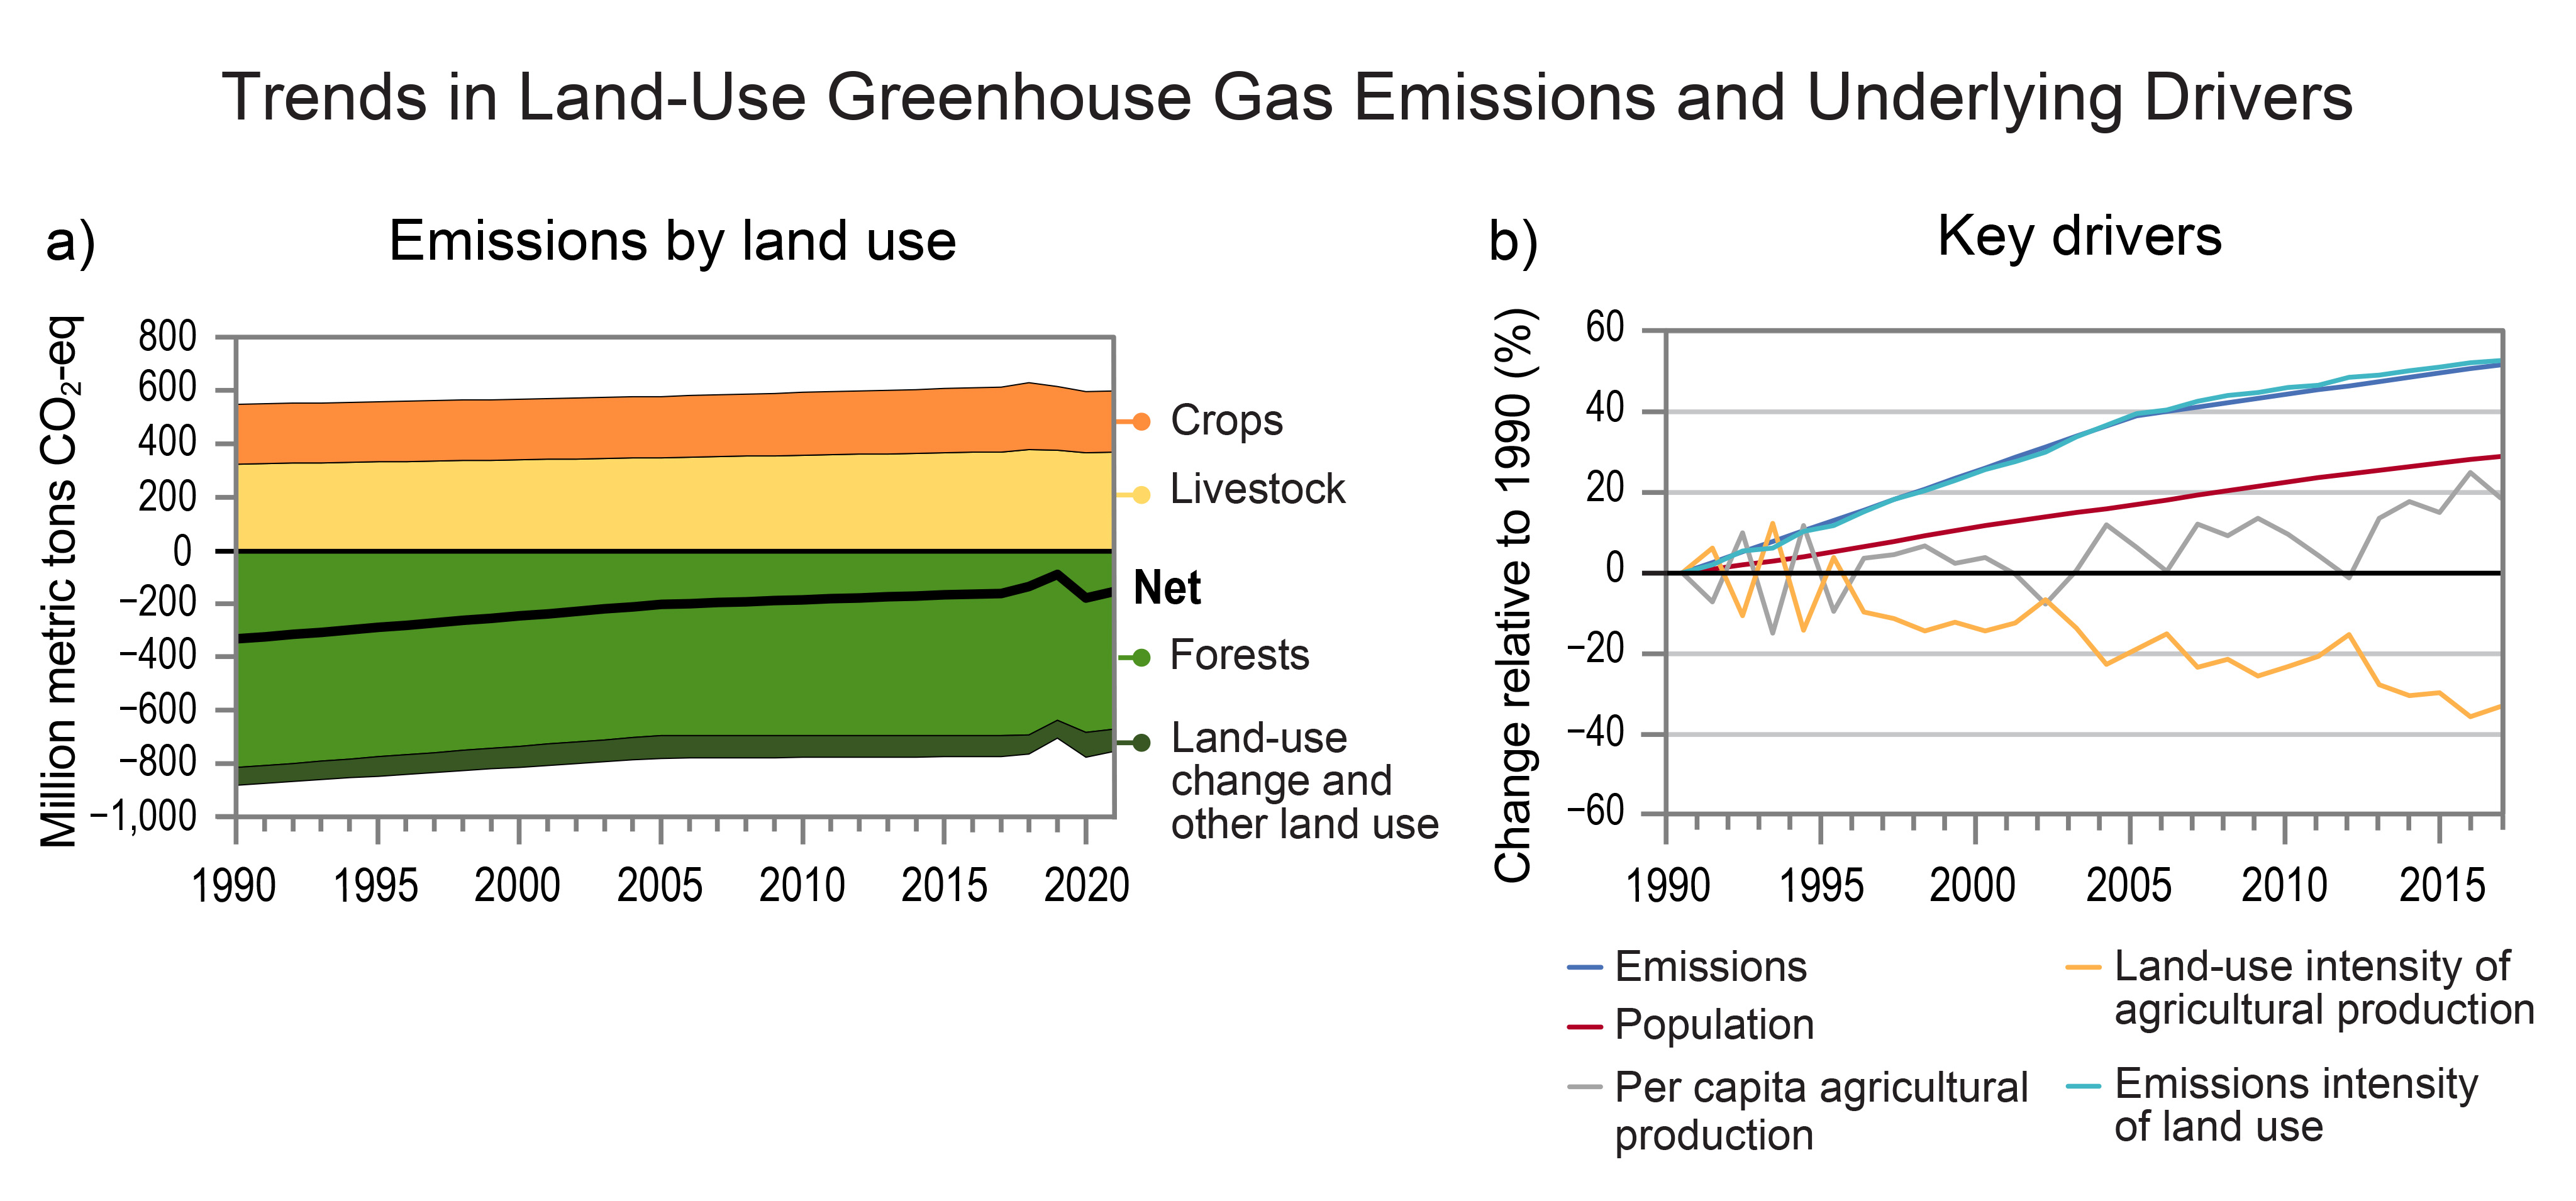 Trends in Land-Use Greenhouse Gas Emissions and Underlying Drivers
a)
Emissions by land use
Million metric tons CO₂-eq
800
600
400
200
0
−200
−400
−600
−800
−1,000
1990
1995
2000
2005
2010
2015
2020
Crops
Livestock
Net
Forests
Land-use
change and
other land use
b)
Key drivers
Change relative to 1990 (%)
60
40
20
0
−20
−40
−60
1990
1995
2000
2005
2010
2015
Emissions
Population
Per capita agricultural
production
Land-use intensity of
agricultural production
Emissions intensity
of land use